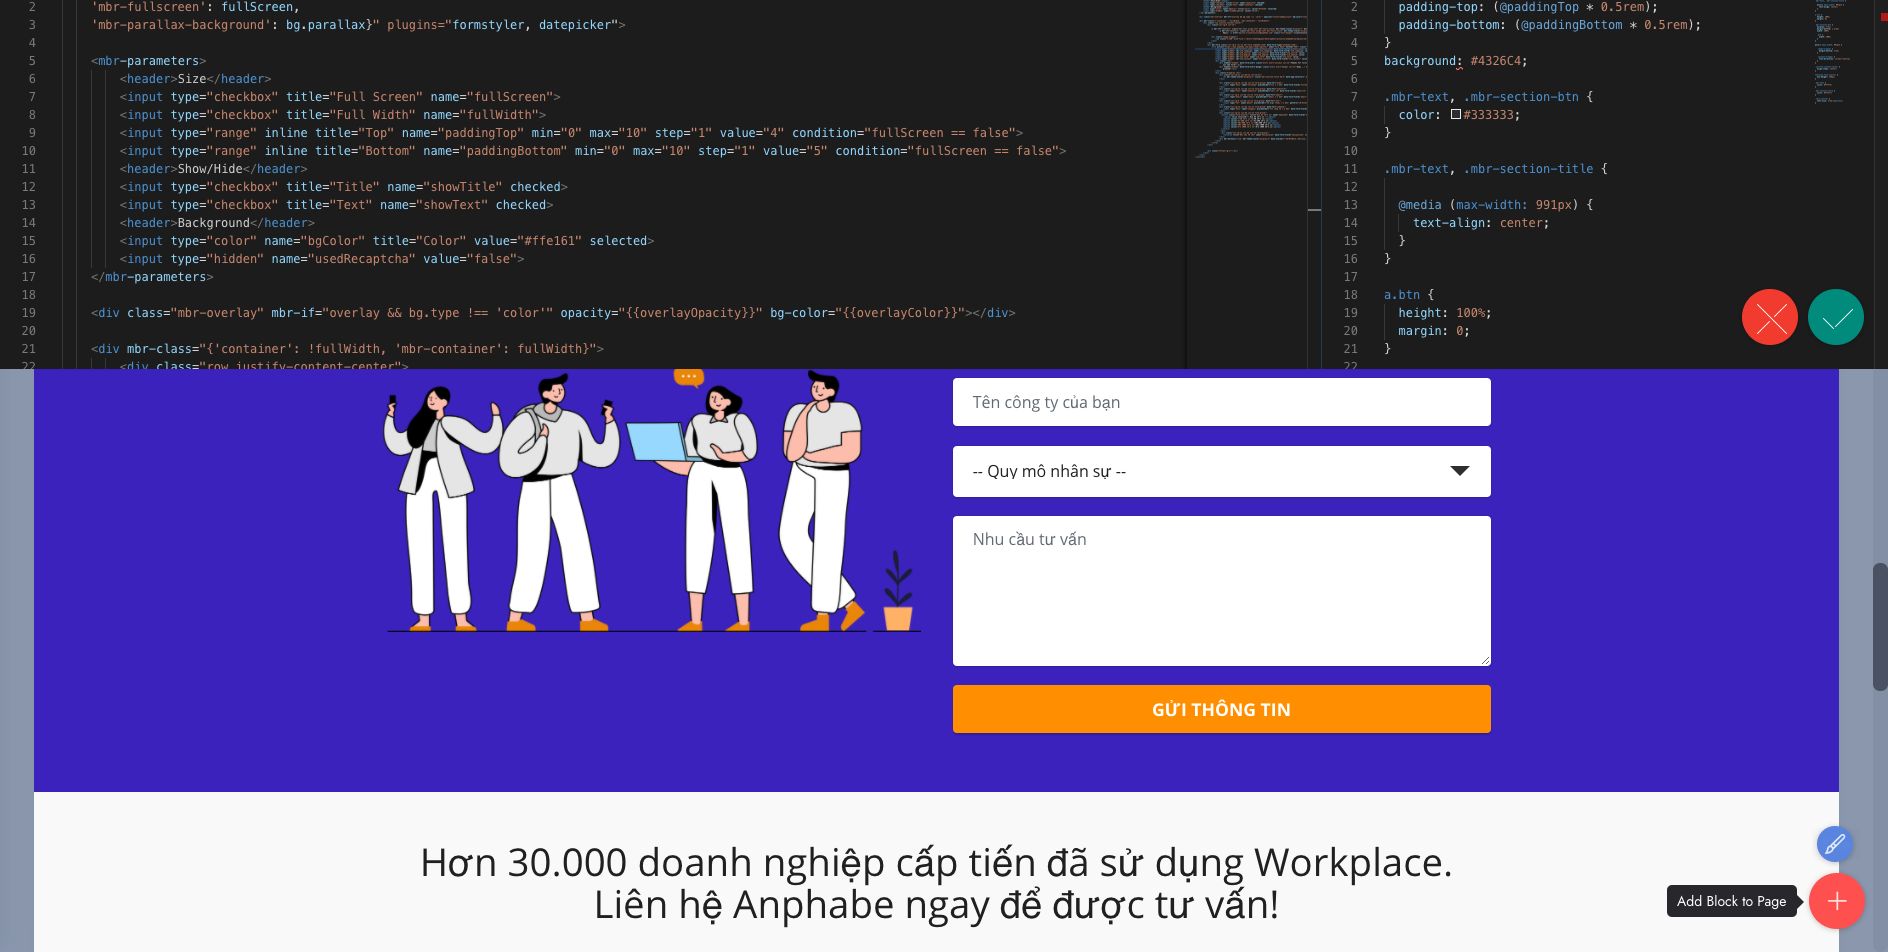 2 'mbr-fullscreen': fullScreen,
3 'mbr-parallax-background': bg.parallax}" plugins="formstyler, datepicker">
4
5 <mbr-parameters>
6 <header>Size</header>
7 <input type="checkbox" title="Full Screen" name="fullScreen">
8 <input type="checkbox" title="Full Width" name="fullWidth">
9 <input type="range" inline title="Top" name="paddingTop" min="0" max="10" step="1" value="4" condition="fullScreen == false">
10 <input type="range" inline title="Bottom" name="paddingBottom" min="0" max="10" step="1" value="5" condition="fullScreen == false">
11 <header>Show/Hide</header>
12 <input type="checkbox" title="Title" name="showTitle" checked>
13 <input type="checkbox" title="Text" name="showText" checked>
14 <header>Background</header>
15 <input type="color" name="bgColor" title="Color" value="#ffe161" selected>
16 <input type="hidden" name="usedRecaptcha" value="false">
17 </mbr-parameters>
18
19 <div class="mbr-overlay" mbr-if="overlay && bg.type !== 'color'" opacity="{{overlayOpacity}}" bg-color="{{overlayColor}}"></div>
20
21 <div mbr-class="{'container': !fullWidth, 'mbr-container': fullWidth}">
22 <div class="row justify-content-center">
2 padding-top: (@paddingTop * 0.5rem);
3 padding-bottom: (@paddingBottom * 0.5rem);
4 }
5 background: #4326C4;
6
7 .mbr-text, .mbr-section-btn {
8 color: #333333;
9 }
10
11 .mbr-text, .mbr-section-title {
12
13 @media (max-width: 991px) {
14 text-align: center;
15 }
16 }
17
18 a.btn {
19 height: 100%;
20 margin: 0;
21 }
22
Tên công ty của bạn
-- Quy mô nhân sự --
Nhu cầu tư vấn
GỬI THÔNG TIN
Hơn 30.000 doanh nghiệp cấp tiến đã sử dụng Workplace.
Liên hệ Anphabe ngay để được tư vấn!
Add Block to Page